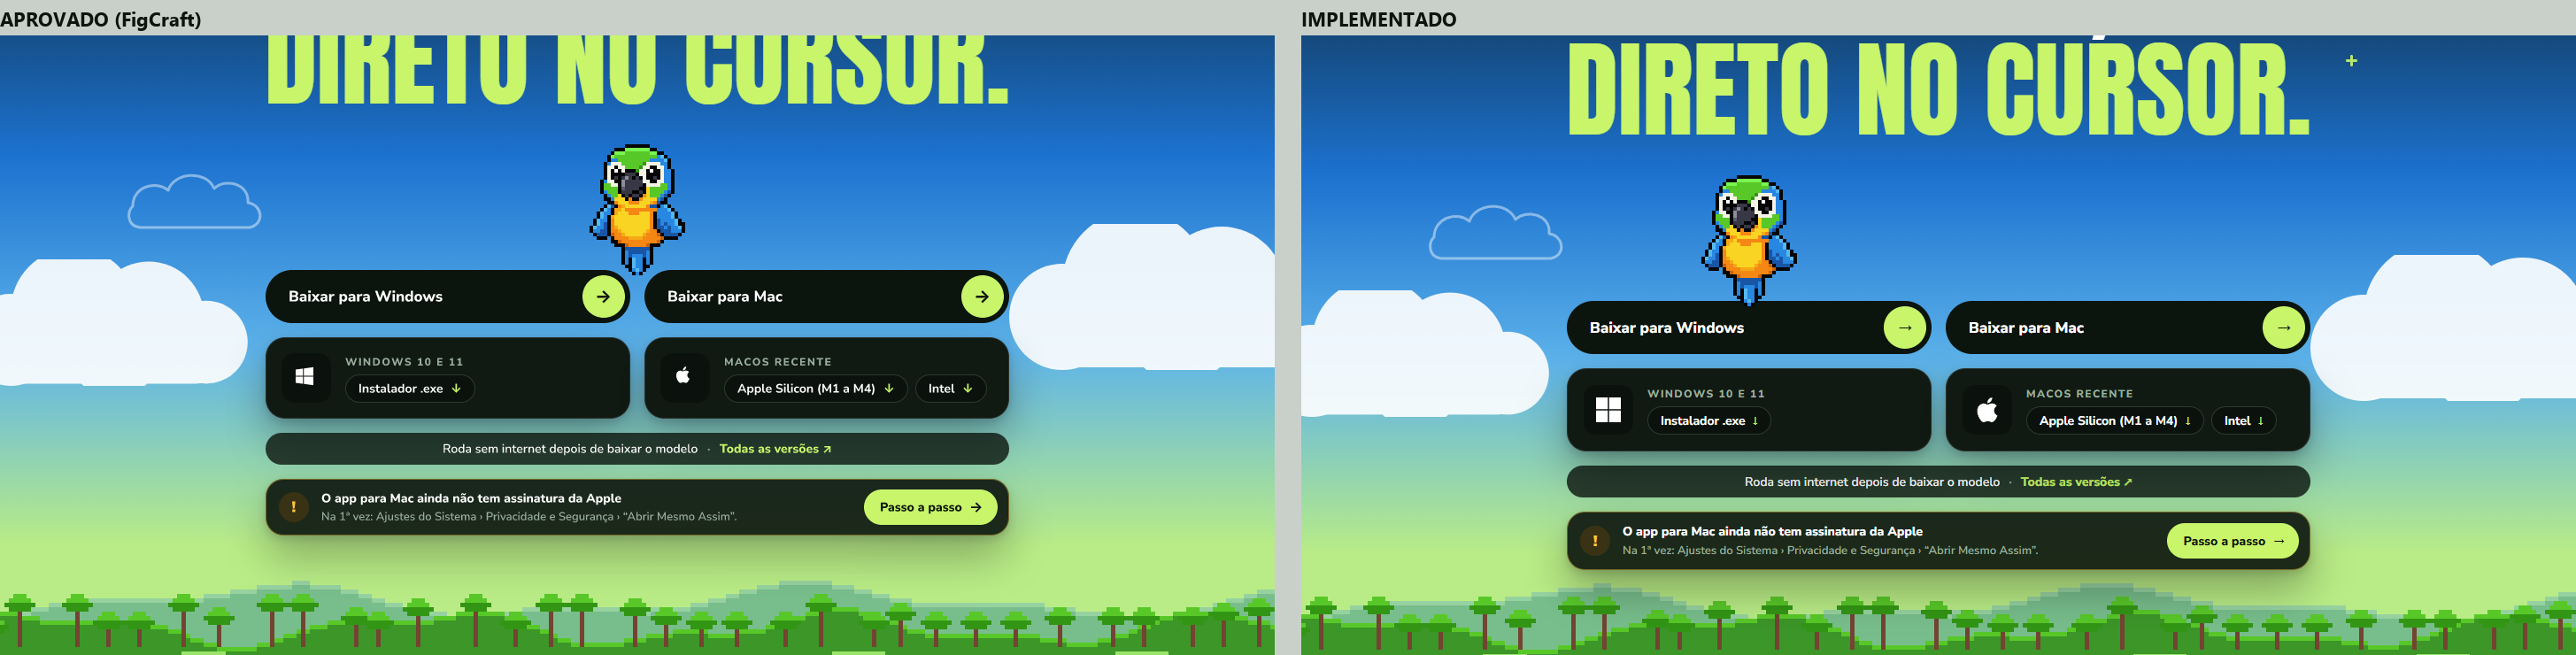 APROVADO (FigCraft)
DIRETO NO CURSOR.
Baixar para Windows →
Baixar para Mac →
WINDOWS 10 E 11
Instalador .exe ↓
MACOS RECENTE
Apple Silicon (M1 a M4) ↓ Intel ↓
Roda sem internet depois de baixar o modelo · Todas as versões ↗
! O app para Mac ainda não tem assinatura da Apple
Na 1ª vez: Ajustes do Sistema › Privacidade e Segurança › “Abrir Mesmo Assim”.
Passo a passo →
IMPLEMENTADO
DIRETO NO CURSOR.
Baixar para Windows →
Baixar para Mac →
WINDOWS 10 E 11
Instalador .exe ↓
MACOS RECENTE
Apple Silicon (M1 a M4) ↓ Intel ↓
Roda sem internet depois de baixar o modelo · Todas as versões ↗
! O app para Mac ainda não tem assinatura da Apple
Na 1ª vez: Ajustes do Sistema › Privacidade e Segurança › “Abrir Mesmo Assim”.
Passo a passo →